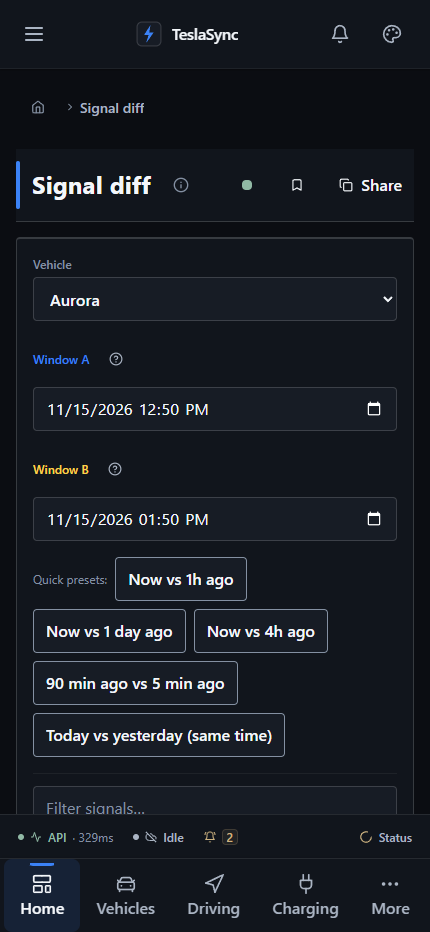 TeslaSync
Signal diff
Signal diff
Share
Vehicle
Aurora
Window A
11/15/2026 12:50 PM
Window B
11/15/2026 01:50 PM
Quick presets:
Now vs 1h ago
Now vs 1 day ago
Now vs 4h ago
90 min ago vs 5 min ago
Today vs yesterday (same time)
Filter signals...
API · 329ms
Idle
2
Status
Home
Vehicles
Driving
Charging
More